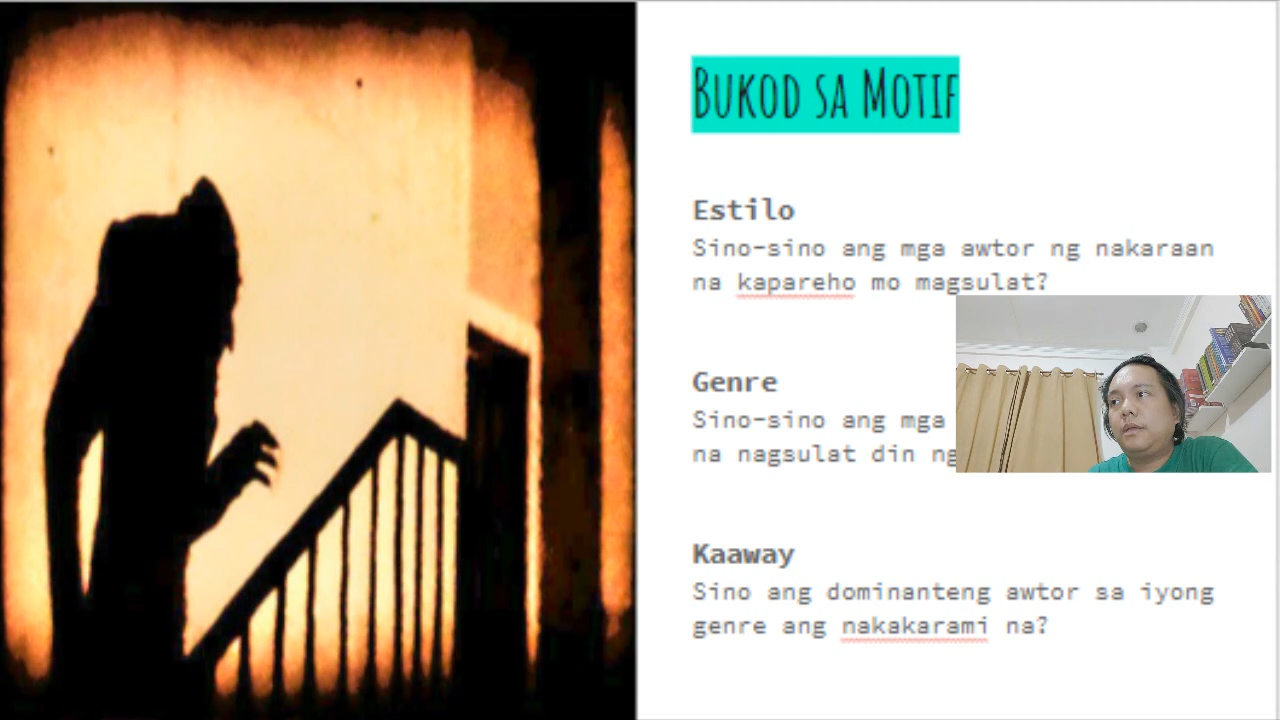 Bukod sa Motif
Estilo
Sino-sino ang mga awtor ng nakaraan
na kapareho mo magsulat?
Genre
Sino-sino ang mga
na nagsulat din ng
Kaaway
Sino ang dominanteng awtor sa iyong
genre ang nakakarami na?